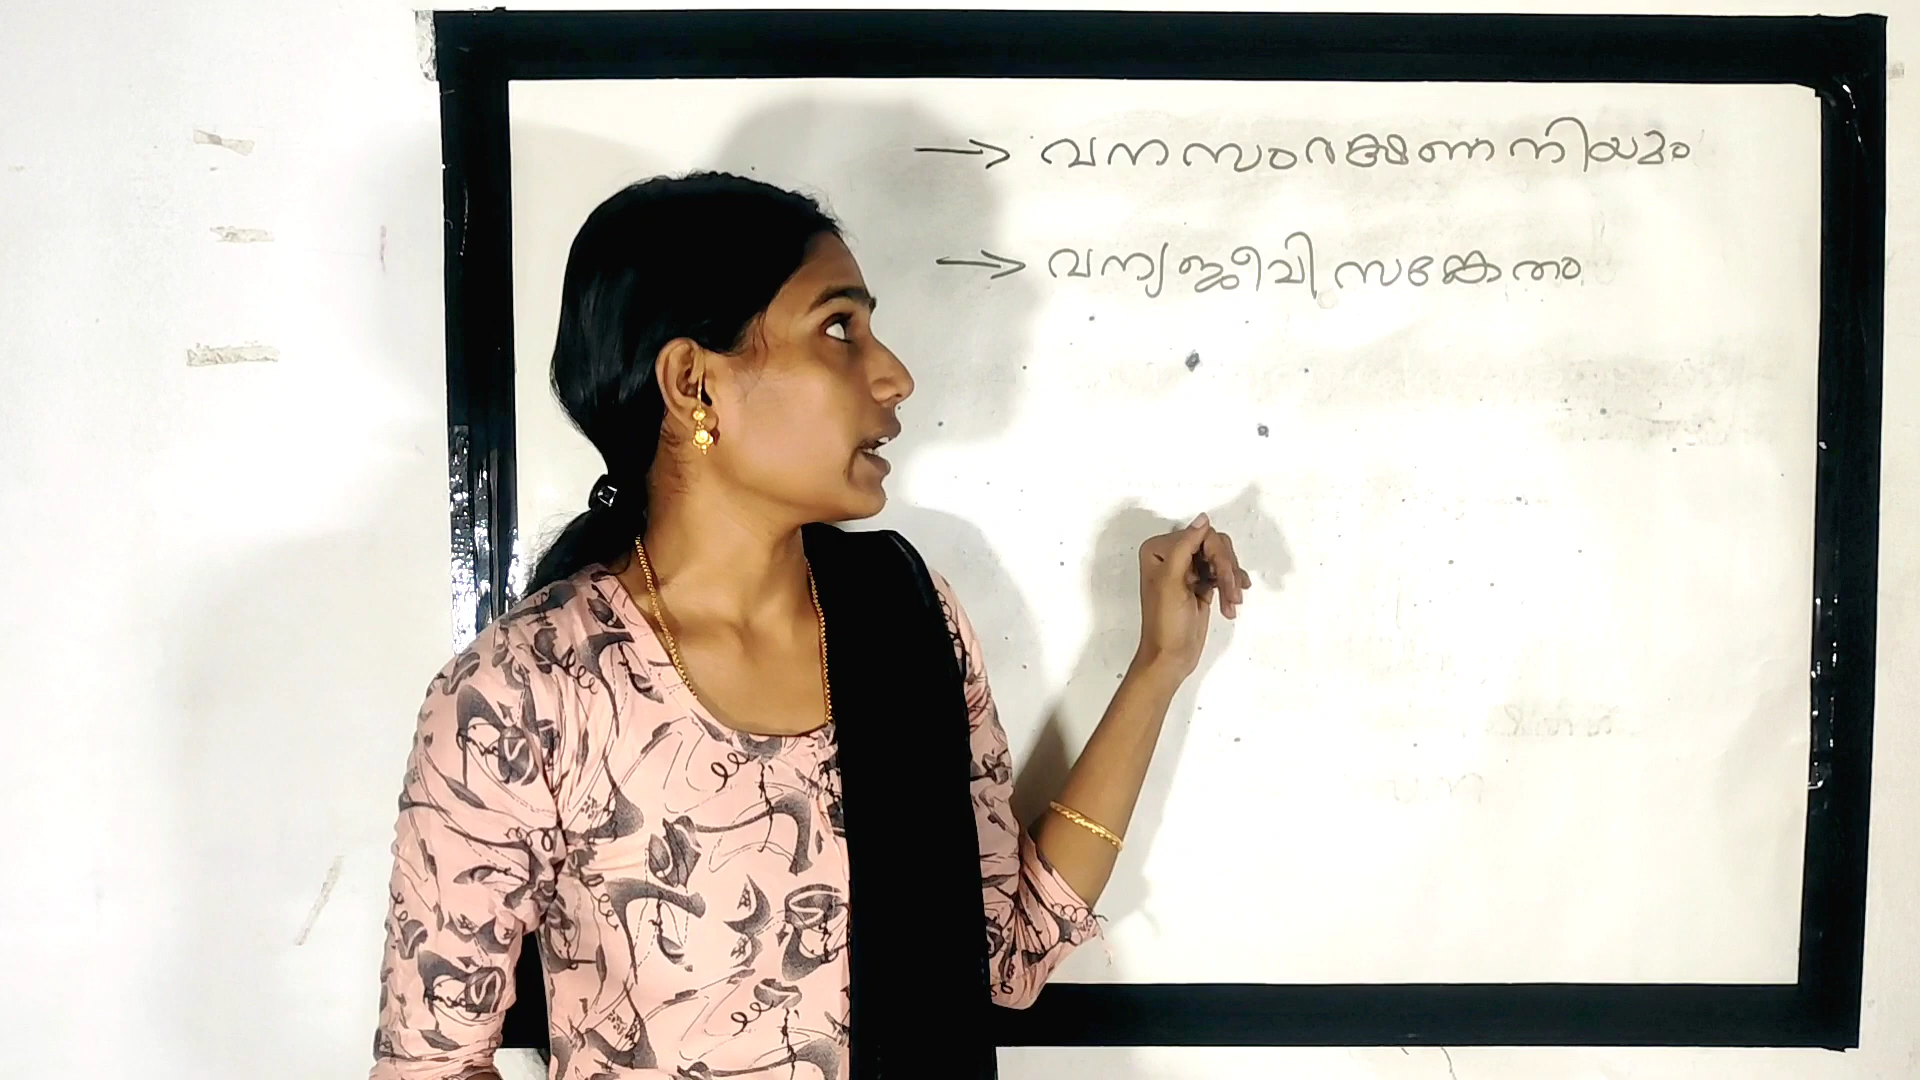 → വനസംരക്ഷണനിയമം
→ വന്യജീവി സങ്കേതം